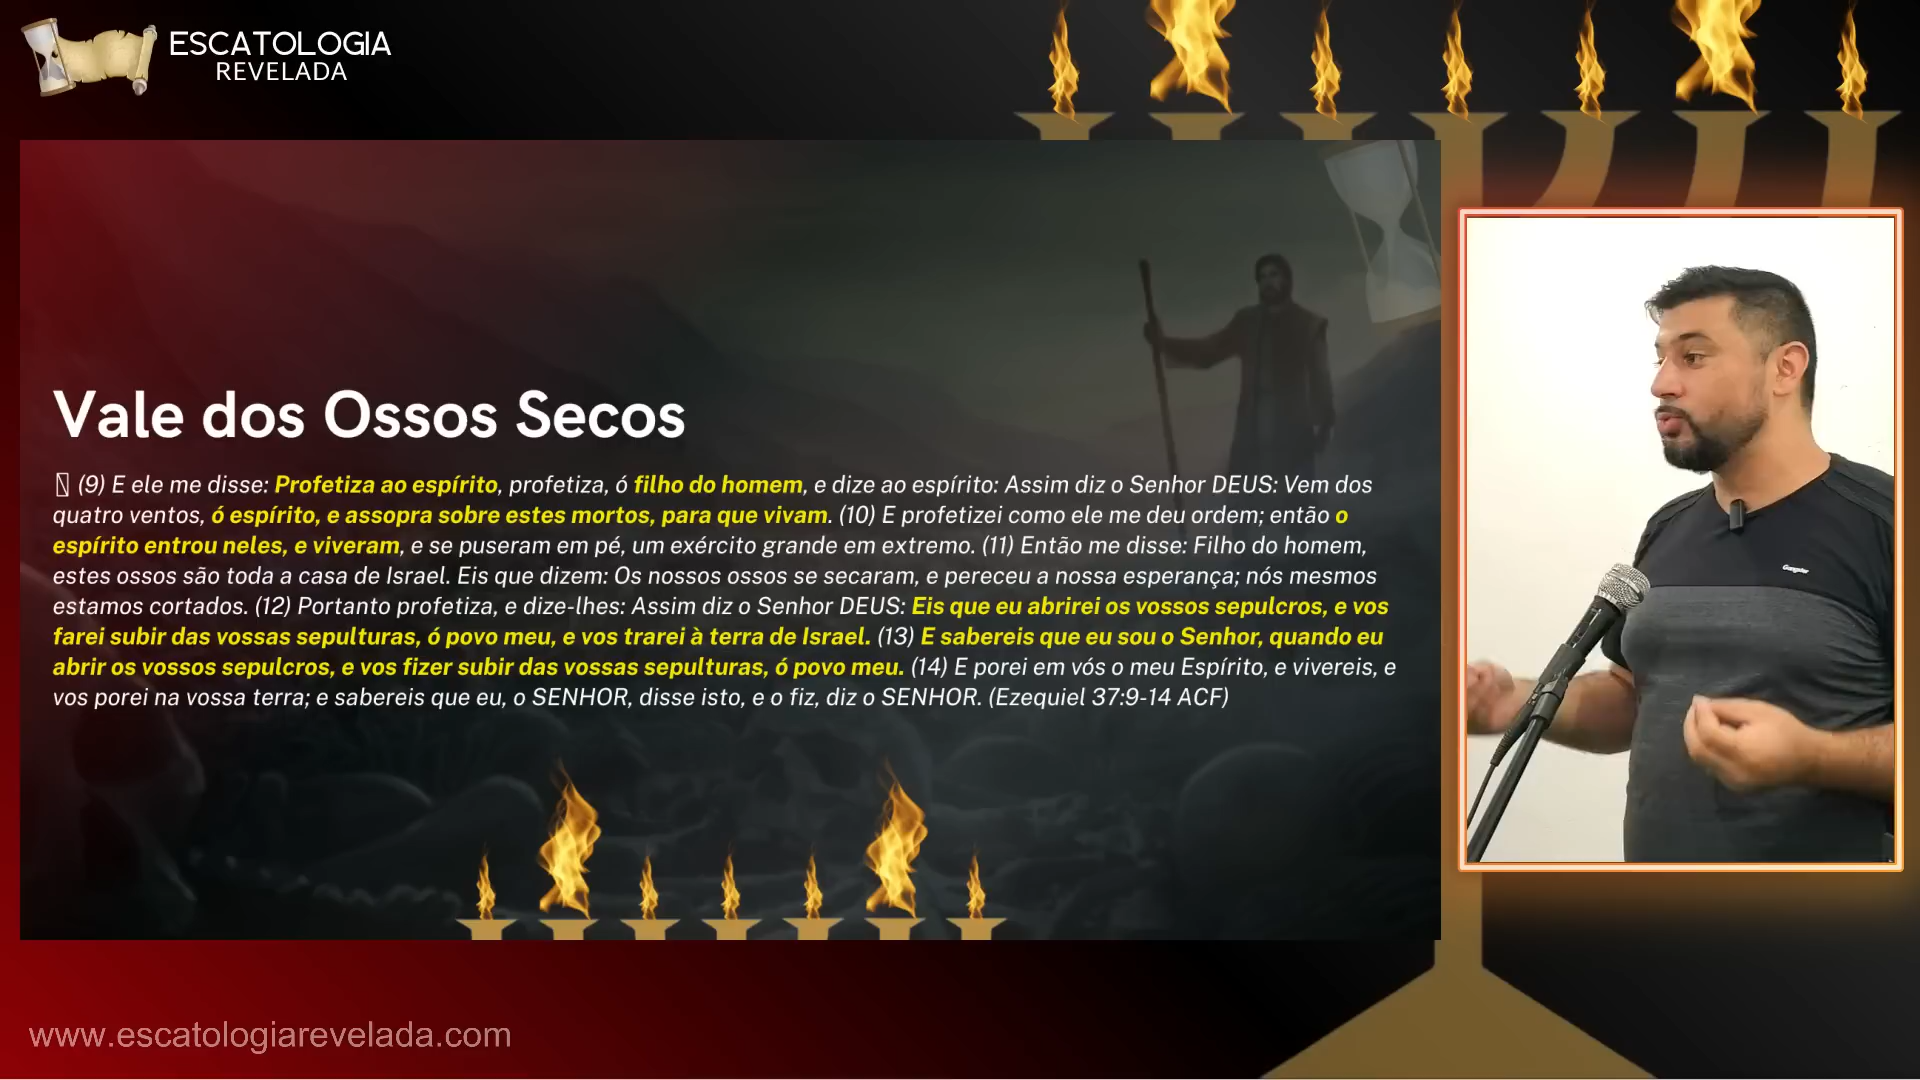 ESCATOLOGIA
REVELADA
Vale dos Ossos Secos
(9) E ele me disse: Profetiza ao espírito, profetiza, ó filho do homem, e dize ao espírito: Assim diz o Senhor DEUS: Vem dos
quatro ventos, ó espírito, e assopra sobre estes mortos, para que vivam. (10) E profetizei como ele me deu ordem; então o
espírito entrou neles, e viveram, e se puseram em pé, um exército grande em extremo. (11) Então me disse: Filho do homem,
estes ossos são toda a casa de Israel. Eis que dizem: Os nossos ossos se secaram, e pereceu a nossa esperança; nós mesmos
estamos cortados. (12) Portanto profetiza, e dize-lhes: Assim diz o Senhor DEUS: Eis que eu abrirei os vossos sepulcros, e vos
farei subir das vossas sepulturas, ó povo meu, e vos trarei à terra de Israel. (13) E sabereis que eu sou o Senhor, quando eu
abrir os vossos sepulcros, e vos fizer subir das vossas sepulturas, ó povo meu. (14) E porei em vós o meu Espírito, e vivereis, e
vos porei na vossa terra; e sabereis que eu, o SENHOR, disse isto, e o fiz, diz o SENHOR. (Ezequiel 37:9-14 ACF)
www.escatologiarevelada.com